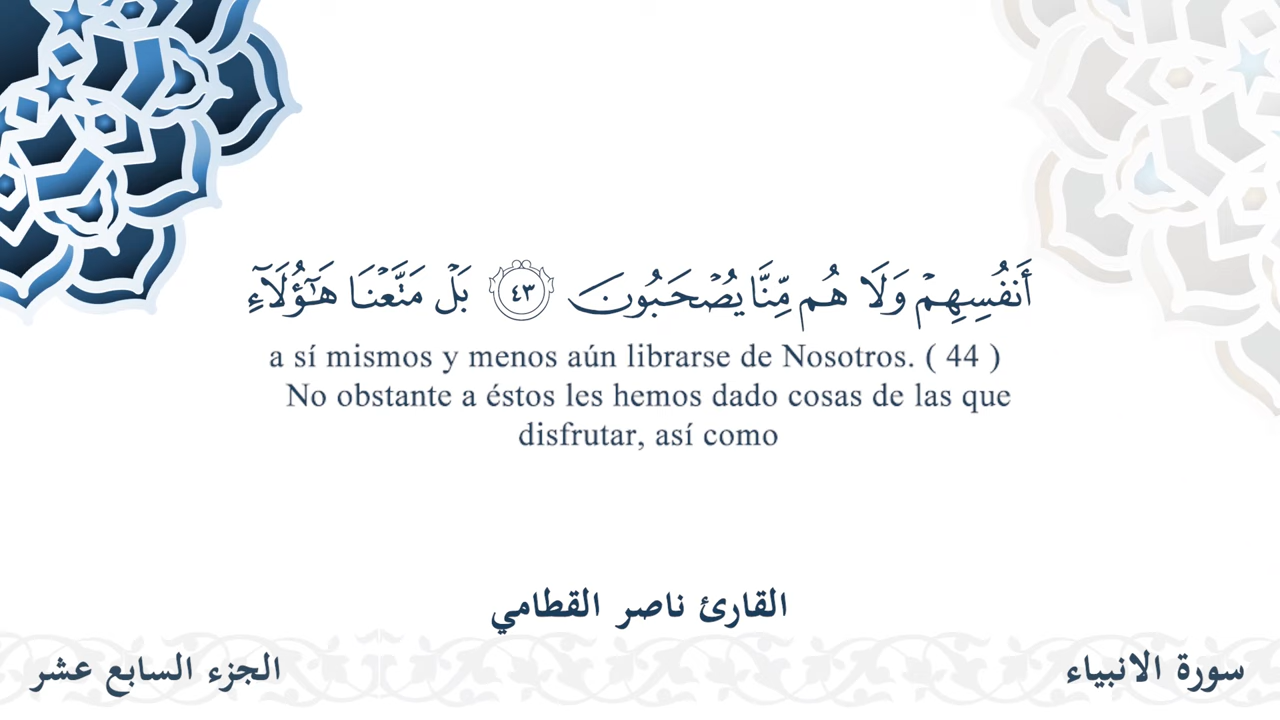 أَنفُسِهِمۡ وَلَا هُم مِّنَّا يُصۡحَبُونَ ٤٣ بَلۡ مَتَّعۡنَا هَٰٓؤُلَآءِ
a sí mismos y menos aún librarse de Nosotros. ( 44 )
No obstante a éstos les hemos dado cosas de las que
disfrutar, así como
القارئ ناصر القطامي
سورة الانبياء
الجزء السابع عشر